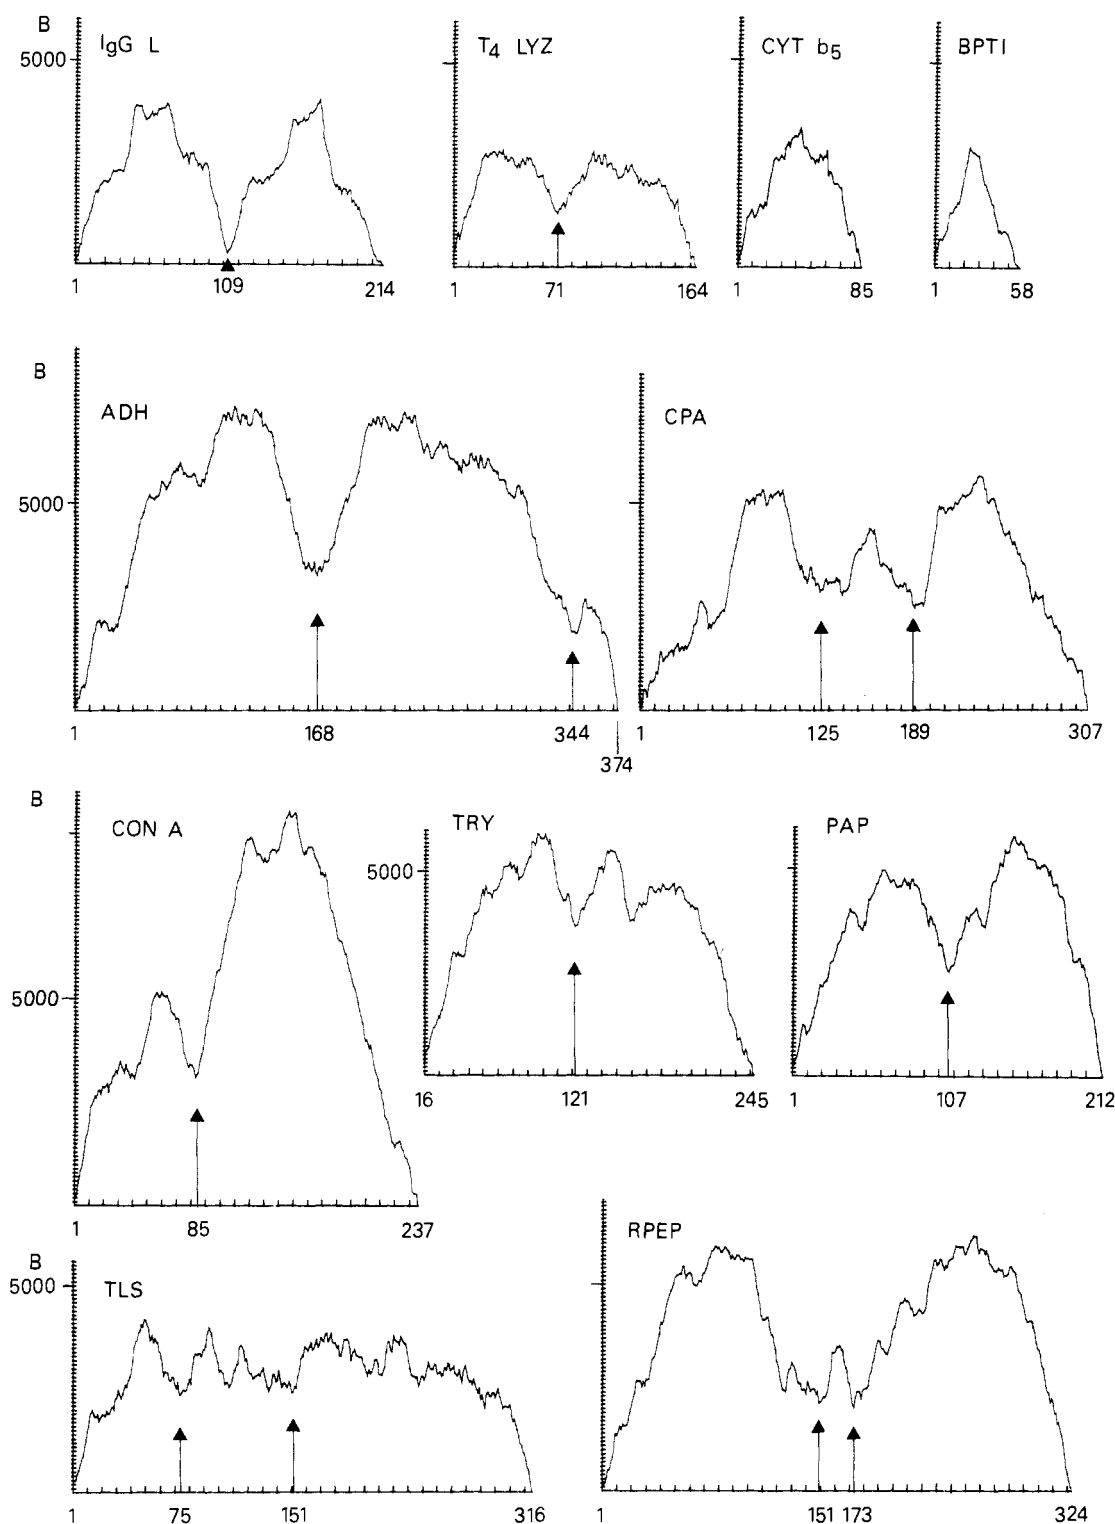 B
IgG L
T4 LYZ
CYT b5
BPTI
5000
1 109 214
1 71 164
1 85
1 58
B
ADH
CPA
5000
1 168 344
374
1 125 189 307
B
CON A
TRY
PAP
5000
5000
16 121 245
1 107 212
1 85 237
B
RPEP
5000
TLS
1 75 151 316
1 151 173 324